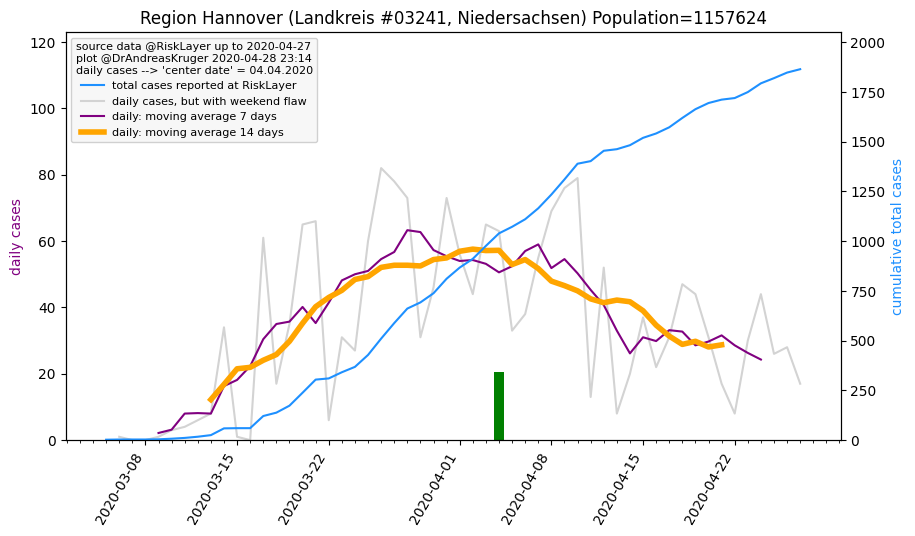 Region Hannover (Landkreis #03241, Niedersachsen) Population=1157624
source data @RiskLayer up to 2020-04-27
plot @DrAndreasKruger 2020-04-28 23:14
daily cases --> 'center date' = 04.04.2020
total cases reported at RiskLayer
daily cases, but with weekend flaw
daily: moving average 7 days
daily: moving average 14 days
daily cases
120
100
80
60
40
20
0
2000
1750
1500
1250
1000
750
500
250
0
cumulative total cases
2020-03-08
2020-03-15
2020-03-22
2020-04-01
2020-04-08
2020-04-15
2020-04-22